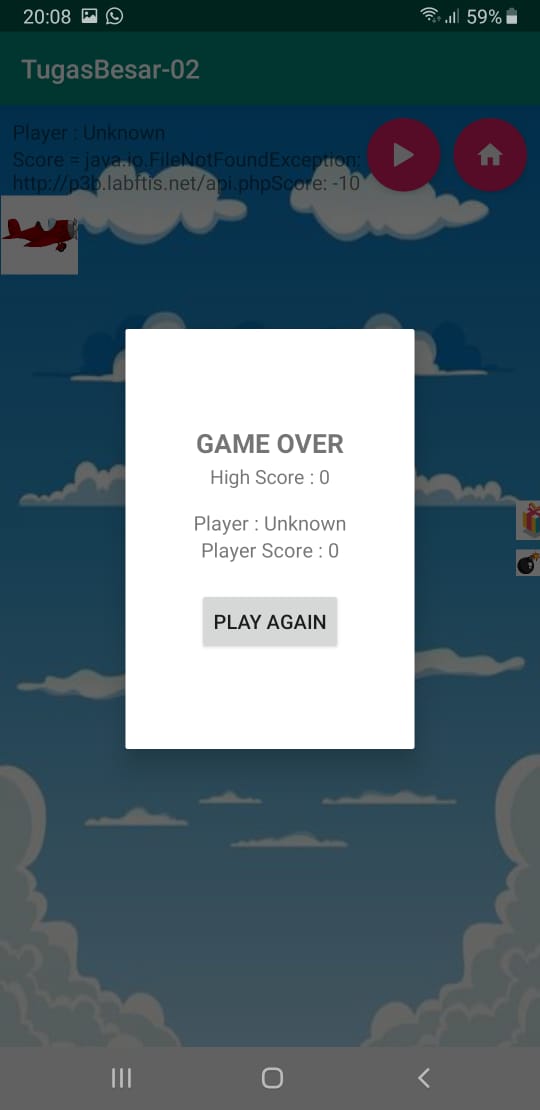 20:08
59%
TugasBesar-02
Player : Unknown
Score = java.io.FileNotFoundException:
http://p3b.labftis.net/api.phpScore: -10
GAME OVER
High Score : 0
Player : Unknown
Player Score : 0
PLAY AGAIN